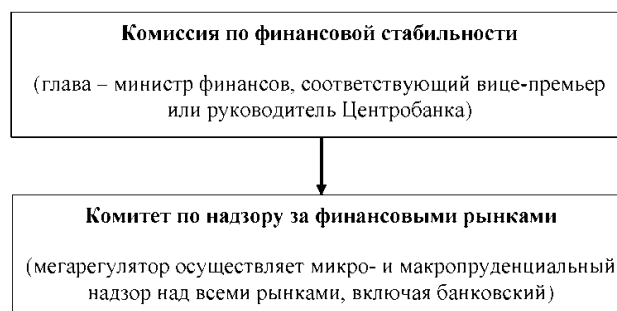 Комиссия по финансовой стабильности
(глава – министр финансов, соответствующий вице-премьер
или руководитель Центробанка)
Комитет по надзору за финансовыми рынками
(мегарегулятор осуществляет микро- и макропруденциальный
надзор над всеми рынками, включая банковский)